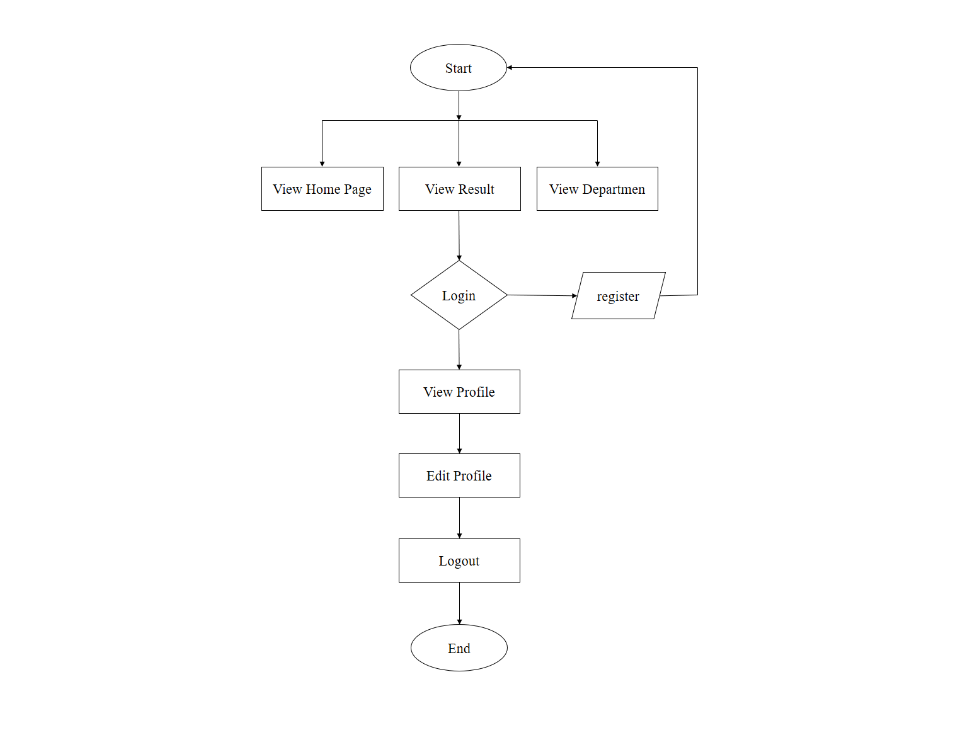 Start
View Home Page
View Result
View Departmen
Login
register
View Profile
Edit Profile
Logout
End